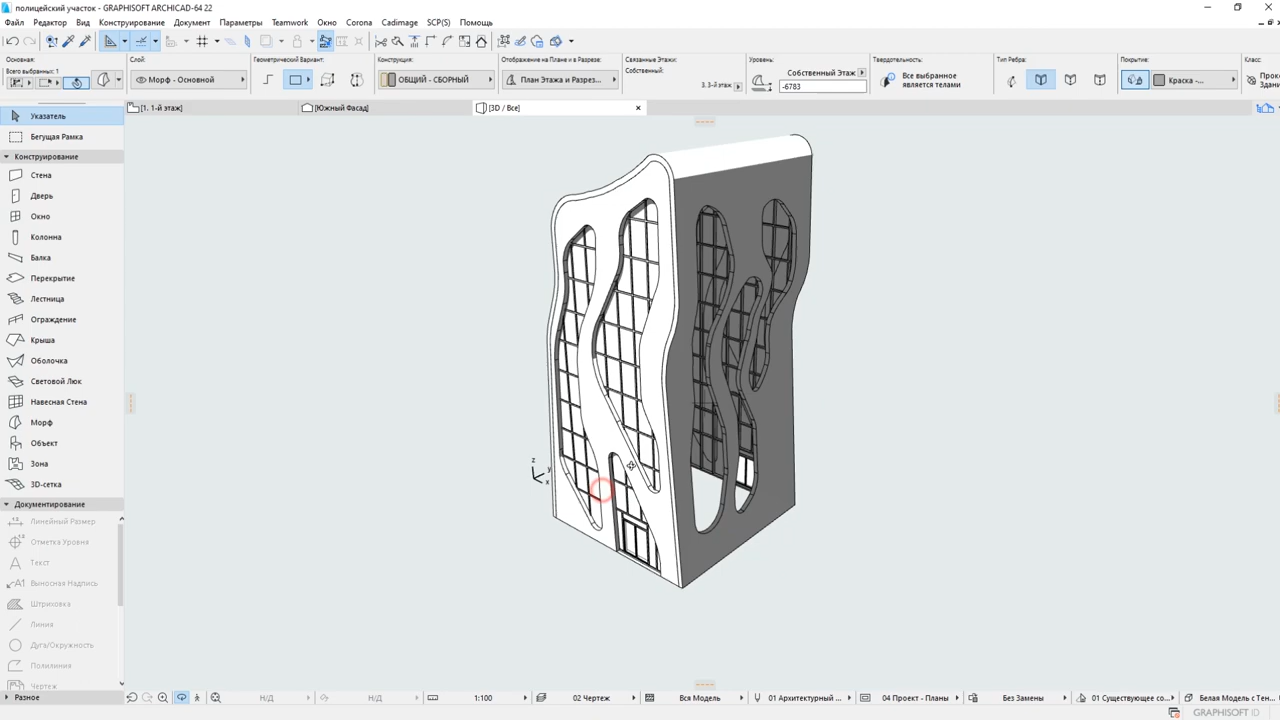 полицейский участок - GRAPHISOFT ARCHICAD-64 22
Файл Редактор Вид Конструирование Документ Параметры Teamwork Окно Corona Cadimage SCP(S) Помощь
Основная: Слой: Геометрический Вариант: Конструкция: Отображение на Плане и в Разрезе: Связанные Этажи: Уровень: Твердотельность: Тип Ребра: Покрытие: Класс:
Всего выбранных: 1
Собственный:
Собственный Этаж
Морф - Основной
ОБЩИЙ - СБОРНЫЙ
План Этажа и Разрез...
3.3-й этаж
-6783
Все выбранное является телами
Краска -...
[1. 1-й этаж] [Южный Фасад] [3D / Все]
Указатель
Бегущая Рамка
Конструирование
Стена
Дверь
Окно
Колонна
Балка
Перекрытие
Лестница
Ограждение
Крыша
Оболочка
Световой Люк
Навесная Стена
Морф
Объект
Зона
3D-сетка
Документирование
Линейный Размер
Отметка Уровня
Текст
Выносная Надпись
Штриховка
Линия
Дуга/Окружность
Полилиния
Чертеж
Разное
z
y
x
Н/Д Н/Д 1:100 02 Чертеж Вся Модель 01 Архитектурный ... 04 Проект - Планы Без Замены 01 Существующее со... Белая Модель с Тен...
GRAPHISOFT ID